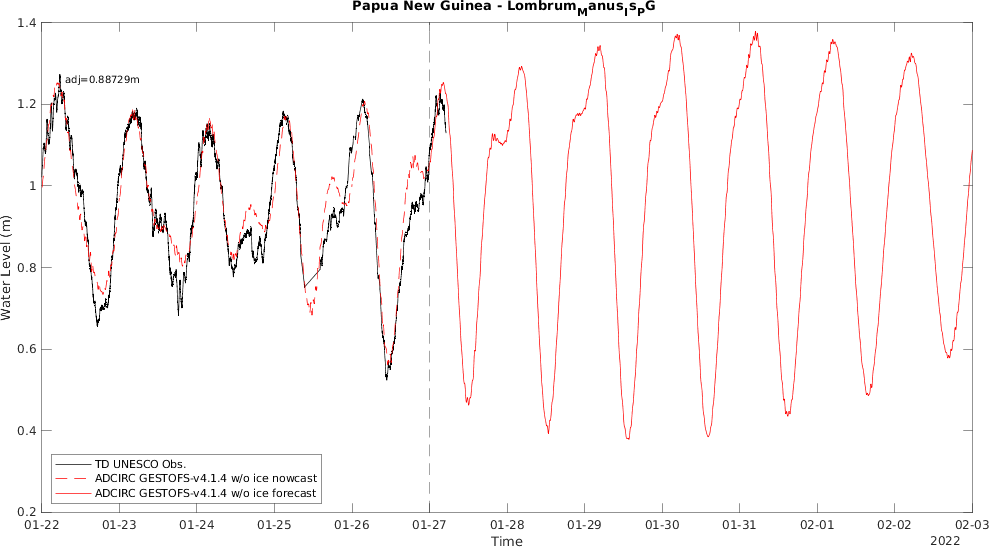 Papua New Guinea - LombrumManusIsPG
1.4
adj=0.88729m
1.2
1
0.8
0.6
0.4
0.2
Water Level (m)
TD UNESCO Obs.
ADCIRC GESTOFS-v4.1.4 w/o ice nowcast
ADCIRC GESTOFS-v4.1.4 w/o ice forecast
01-22 01-23 01-24 01-25 01-26 01-27 01-28 01-29 01-30 01-31 02-01 02-02 02-03
Time
2022